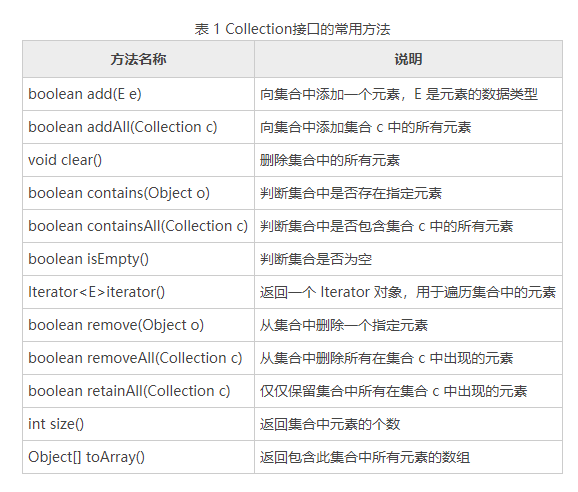 表 1 Collection接口的常用方法
方法名称 说明
boolean add(E e) 向集合中添加一个元素，E 是元素的数据类型
boolean addAll(Collection c) 向集合中添加集合 c 中的所有元素
void clear() 删除集合中的所有元素
boolean contains(Object o) 判断集合中是否存在指定元素
boolean containsAll(Collection c) 判断集合中是否包含集合 c 中的所有元素
boolean isEmpty() 判断集合是否为空
Iterator<E>iterator() 返回一个 Iterator 对象，用于遍历集合中的元素
boolean remove(Object o) 从集合中删除一个指定元素
boolean removeAll(Collection c) 从集合中删除所有在集合 c 中出现的元素
boolean retainAll(Collection c) 仅仅保留集合中所有在集合 c 中出现的元素
int size() 返回集合中元素的个数
Object[] toArray() 返回包含此集合中所有元素的数组